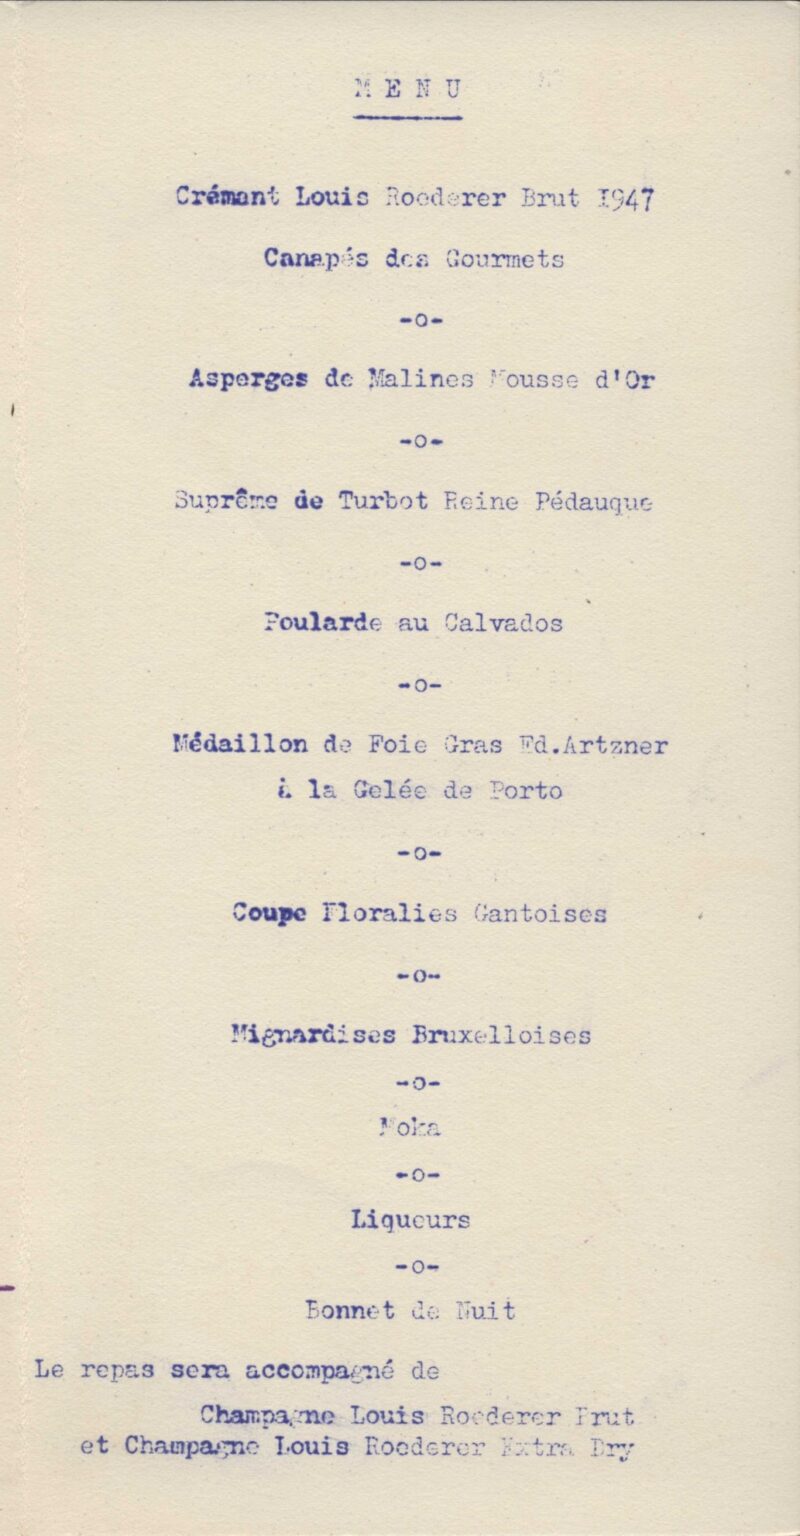 M E N U
Crémant Louis Roederer Brut 1947
Canapés des Gourmets
-o-
Asperges de Malines Mousse d'Or
-o-
Suprême de Turbot Reine Pédauque
-o-
Poularde au Calvados
-o-
Médaillon de Foie Gras Ed.Artzner
à la Gelée de Porto
-o-
Coupe Floralies Gantoises
-o-
Mignardises Bruxelloises
-o-
Moka
-o-
Liqueurs
-o-
Bonnet de Nuit
Le repas sera accompagné de
Champagne Louis Roederer Brut
et Champagne Louis Roederer Extra Dry